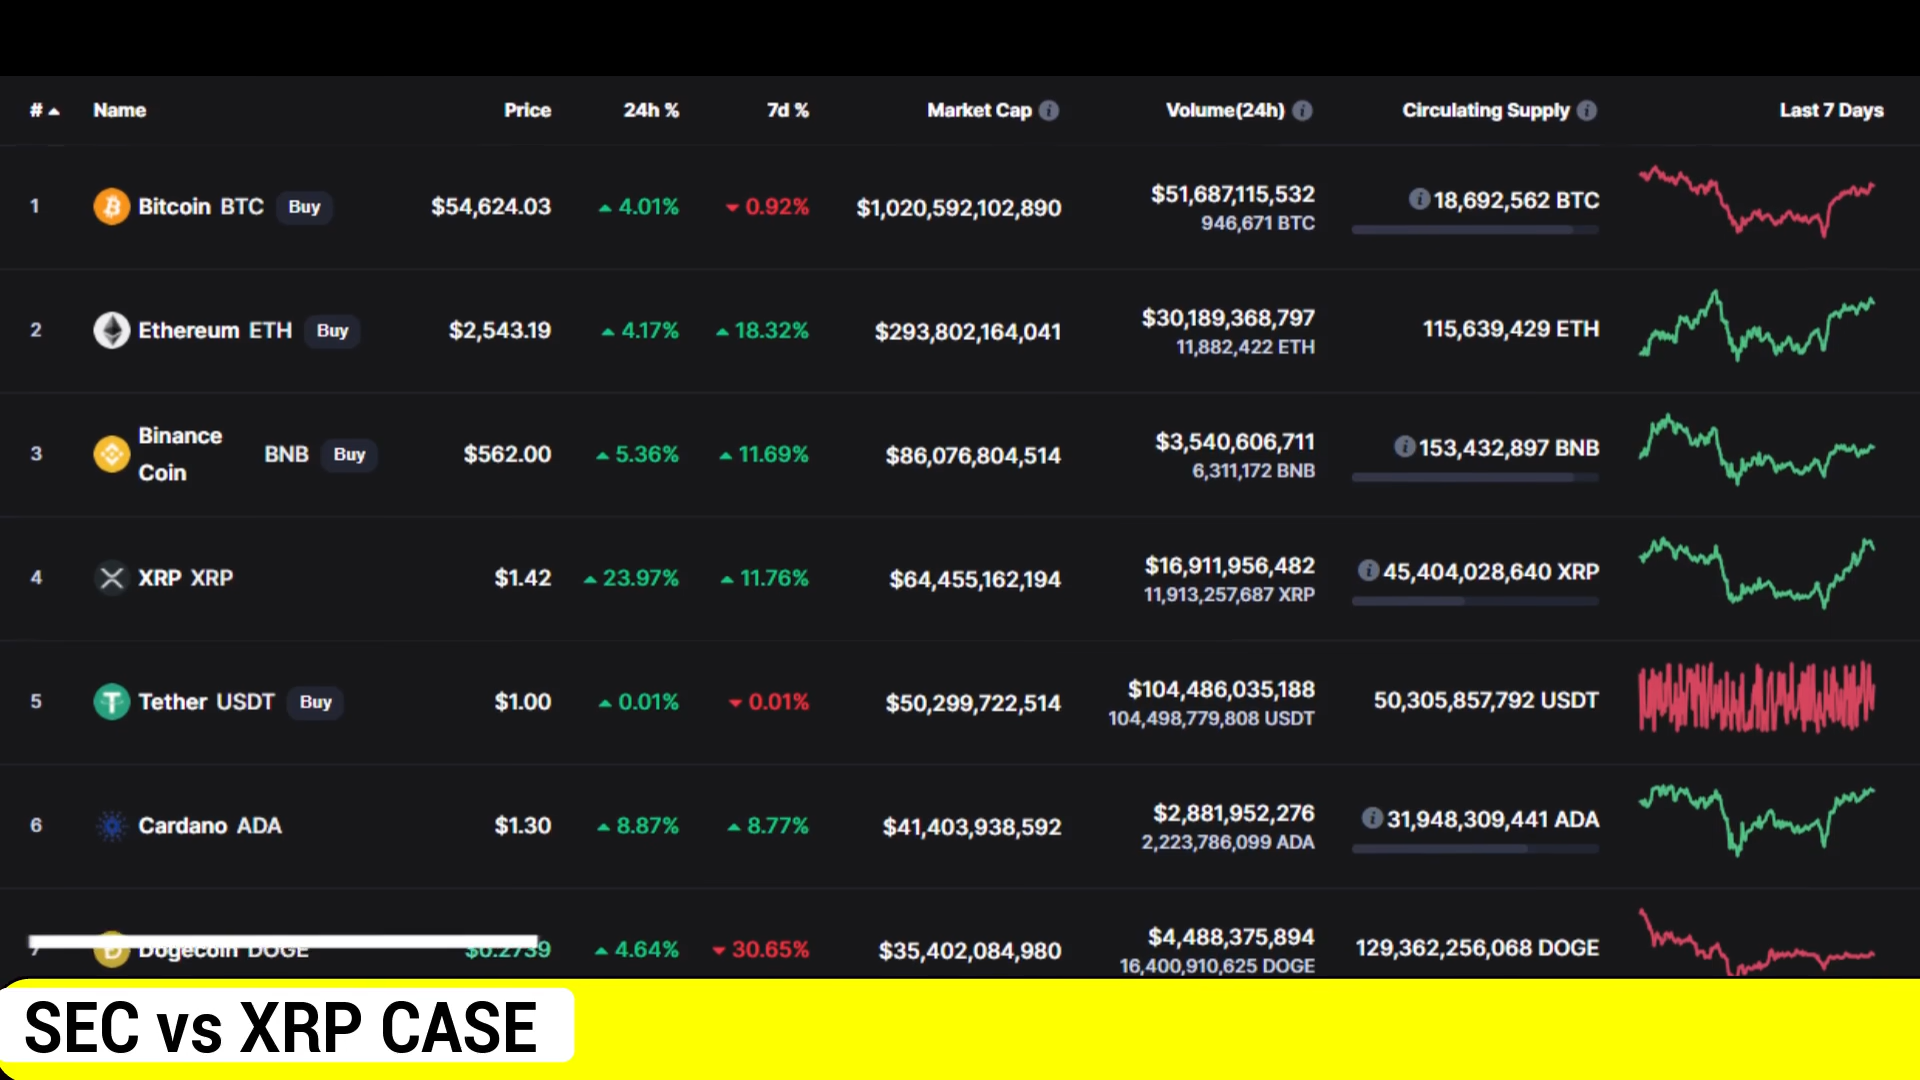 # Name Price 24h % 7d % Market Cap Volume(24h) Circulating Supply Last 7 Days
1 Bitcoin BTC Buy $54,624.03 4.01% 0.92% $1,020,592,102,890 $51,687,115,532 18,692,562 BTC
946,671 BTC
2 Ethereum ETH Buy $2,543.19 4.17% 18.32% $293,802,164,041 $30,189,368,797 115,639,429 ETH
11,882,422 ETH
3 Binance Coin BNB Buy $562.00 5.36% 11.69% $86,076,804,514 $3,540,606,711 153,432,897 BNB
6,311,172 BNB
4 XRP XRP $1.42 23.97% 11.76% $64,455,162,194 $16,911,956,482 45,404,028,640 XRP
11,913,257,687 XRP
5 Tether USDT Buy $1.00 0.01% 0.01% $50,299,722,514 $104,486,035,188 50,305,857,792 USDT
104,498,779,808 USDT
6 Cardano ADA $1.30 8.87% 8.77% $41,403,938,592 $2,881,952,276 31,948,309,441 ADA
2,223,786,099 ADA
7 Dogecoin DOGE $0.2739 4.64% 30.65% $35,402,084,980 $4,488,375,894 129,362,256,068 DOGE
16,400,910,625 DOGE
SEC vs XRP CASE